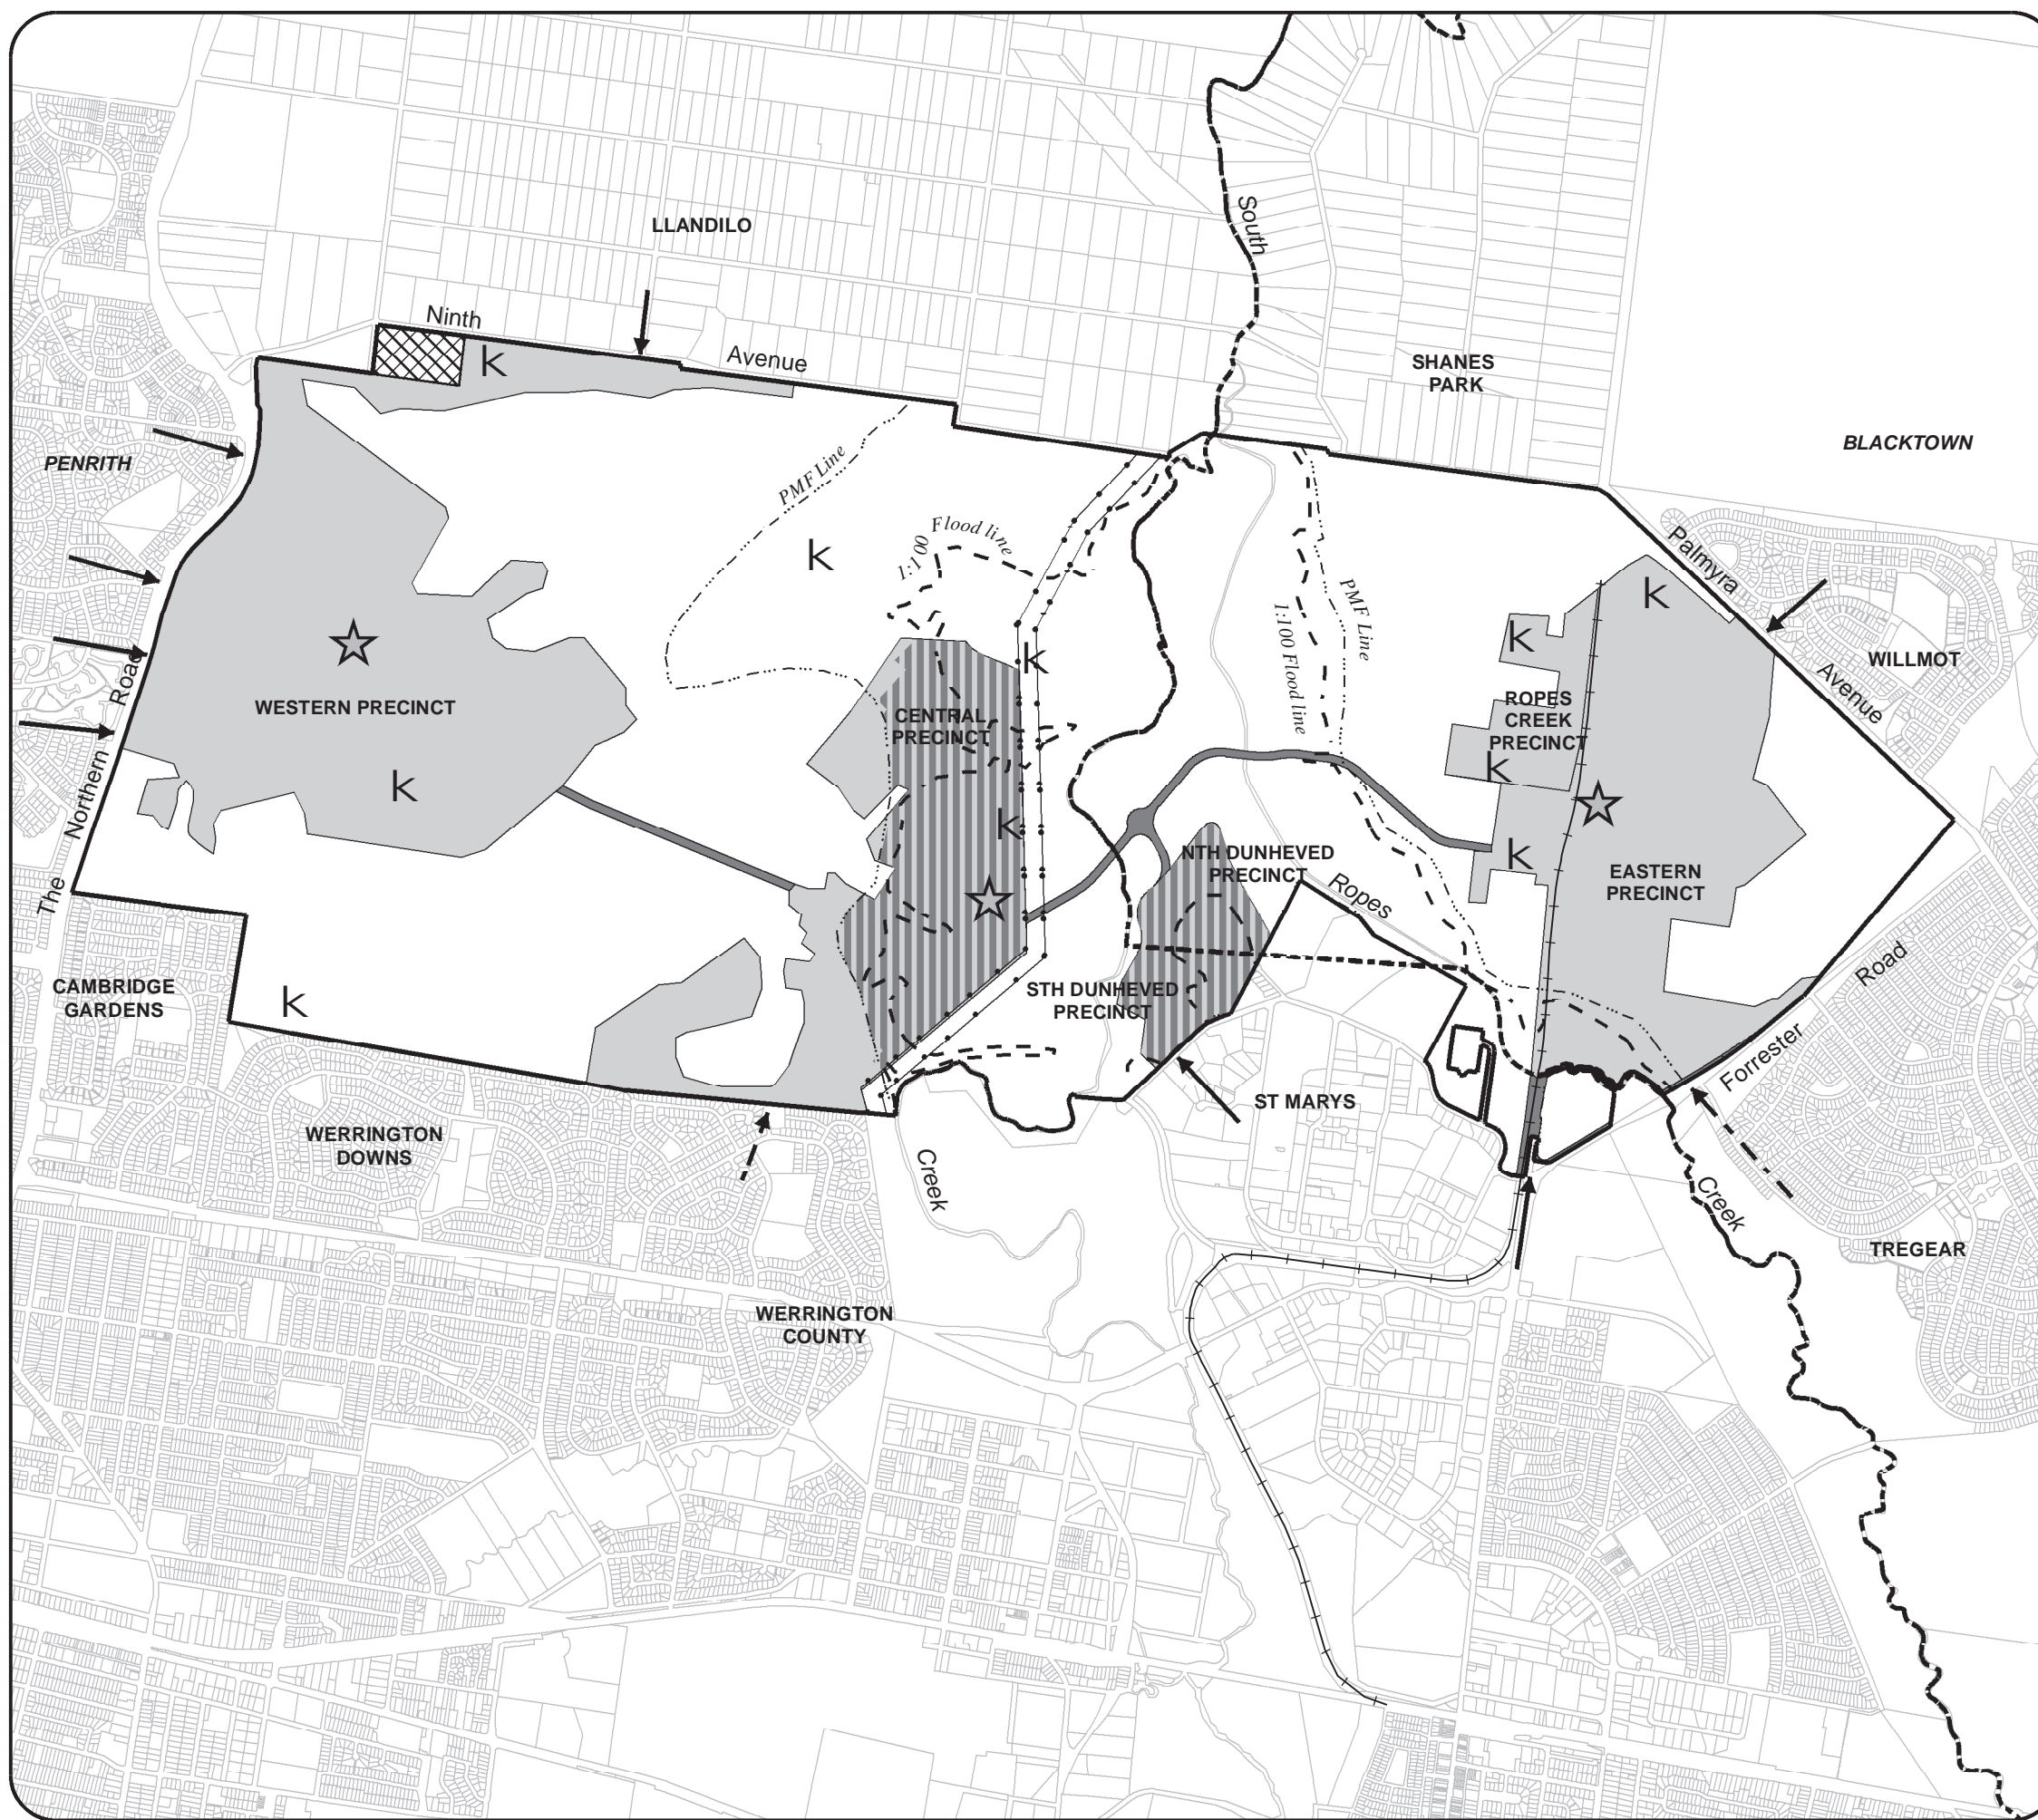 South
LLANDILO
Ninth
k
Avenue
SHANES
PARK
BLACKTOWN
PENRITH
PMF Line
Flood line
1:100
k
Palmyra
k
PMF Line
1:100 Flood line
k
k
WILLMOT
Avenue
WESTERN PRECINCT
CENTRAL
PRECINCT
ROPES
CREEK
PRECINCT
k
k
k
k
NTH DUNHEVED
PRECINCT
EASTERN
PRECINCT
Ropes
The Northern Road
CAMBRIDGE
GARDENS
k
STH DUNHEVED
PRECINCT
Forrester Road
ST MARYS
WERRINGTON
DOWNS
Creek
Creek
TREGEAR
WERRINGTON
COUNTY